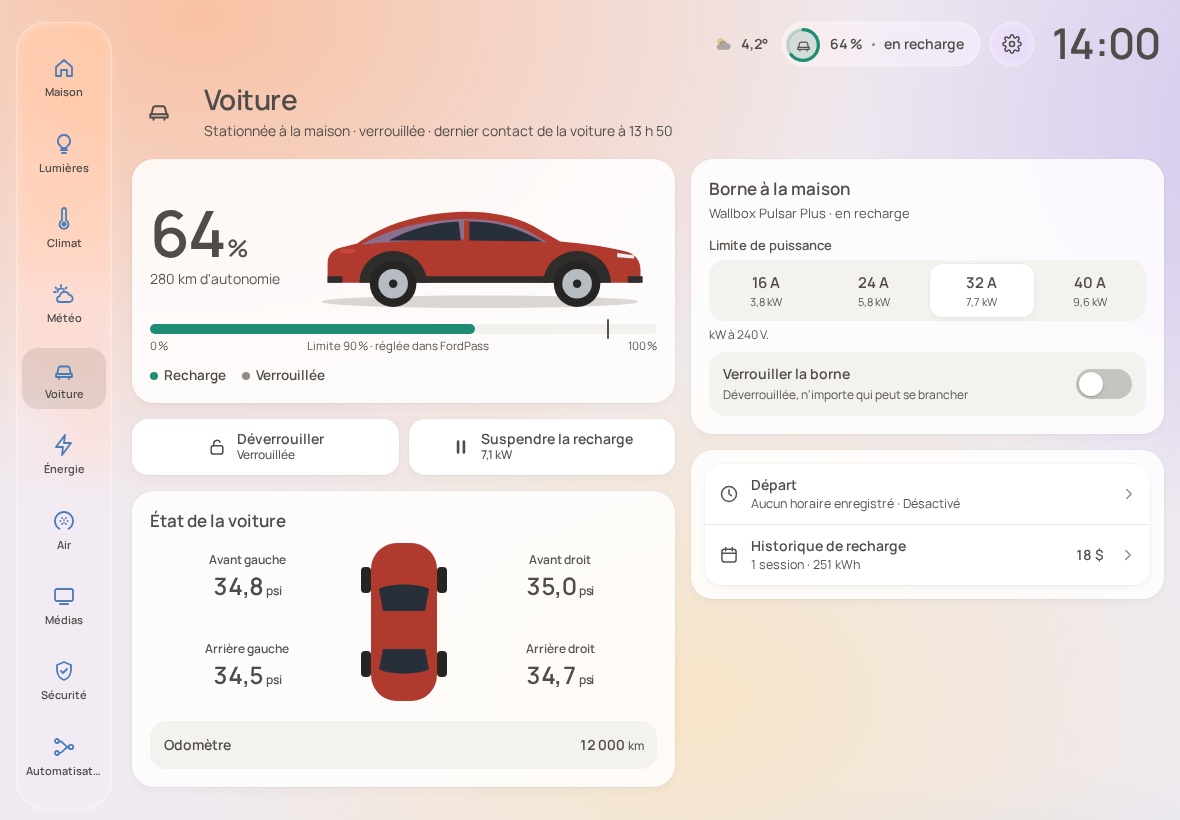 4,2°
64 % • en recharge
14:00
Maison
Lumières
Climat
Météo
Voiture
Énergie
Air
Médias
Sécurité
Automatisat...
Voiture
Stationnée à la maison · verrouillée · dernier contact de la voiture à 13 h 50
64 %
280 km d'autonomie
0 %
Limite 90 % · réglée dans FordPass
100 %
Recharge
Verrouillée
Déverrouiller
Verrouillée
Suspendre la recharge
7,1 kW
État de la voiture
Avant gauche
34,8 psi
Avant droit
35,0 psi
Arrière gauche
34,5 psi
Arrière droit
34,7 psi
Odomètre
12 000 km
Borne à la maison
Wallbox Pulsar Plus · en recharge
Limite de puissance
16 A
3,8 kW
24 A
5,8 kW
32 A
7,7 kW
40 A
9,6 kW
kW à 240 V.
Verrouiller la borne
Déverrouillée, n'importe qui peut se brancher
Départ
Aucun horaire enregistré · Désactivé
Historique de recharge
1 session · 251 kWh
18 $